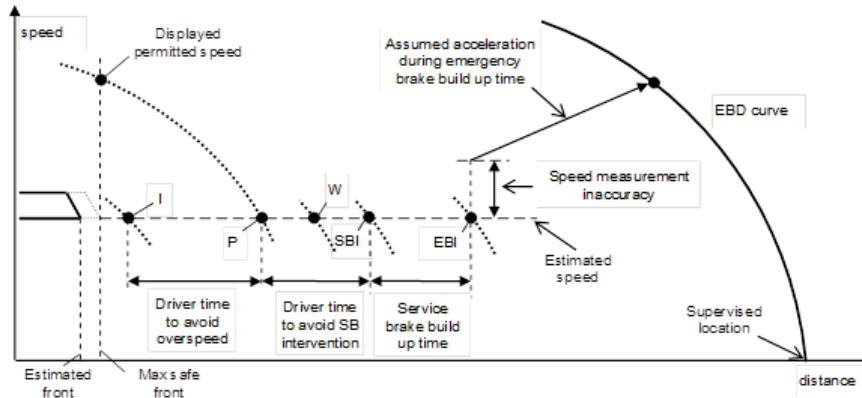 speed
Displayed
permitted speed
Assumed acceleration
during emergency
brake build up time
EBD curve
Speed measurement
inaccuracy
I
P
W
SBI
EBI
Estimated
speed
Driver time
to avoid
overspeed
Driver time
to avoid SB
intervention
Service
brake build
up time
Supervised
location
Estimated
front
Max safe
front
distance